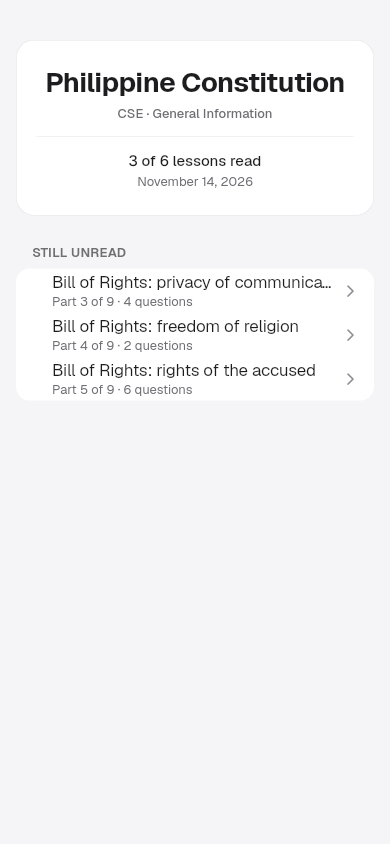 Philippine Constitution
CSE · General Information
3 of 6 lessons read
November 14, 2026
STILL UNREAD
Bill of Rights: privacy of communica...
Part 3 of 9 · 4 questions
Bill of Rights: freedom of religion
Part 4 of 9 · 2 questions
Bill of Rights: rights of the accused
Part 5 of 9 · 6 questions